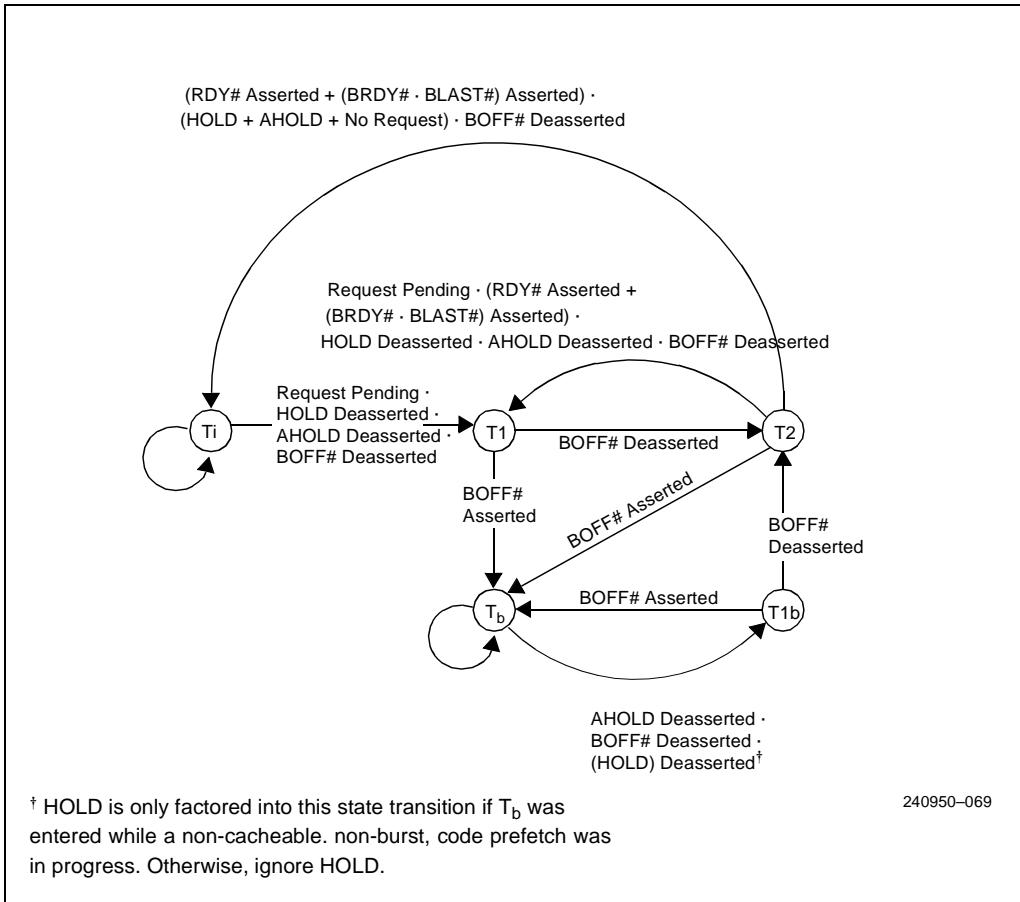 (RDY# Asserted + (BRDY# · BLAST#) Asserted) ·
(HOLD + AHOLD + No Request) · BOFF# Deasserted
Request Pending · (RDY# Asserted +
(BRDY# · BLAST#) Asserted) ·
HOLD Deasserted · AHOLD Deasserted · BOFF# Deasserted
Request Pending ·
HOLD Deasserted ·
AHOLD Deasserted ·
BOFF# Deasserted
Ti
T1
T2
BOFF# Deasserted
BOFF#
Asserted
BOFF# Asserted
BOFF#
Deasserted
Tb
BOFF# Asserted
T1b
AHOLD Deasserted ·
BOFF# Deasserted ·
(HOLD) Deasserted†
† HOLD is only factored into this state transition if Tb was
entered while a non-cacheable. non-burst, code prefetch was
in progress. Otherwise, ignore HOLD.
240950–069